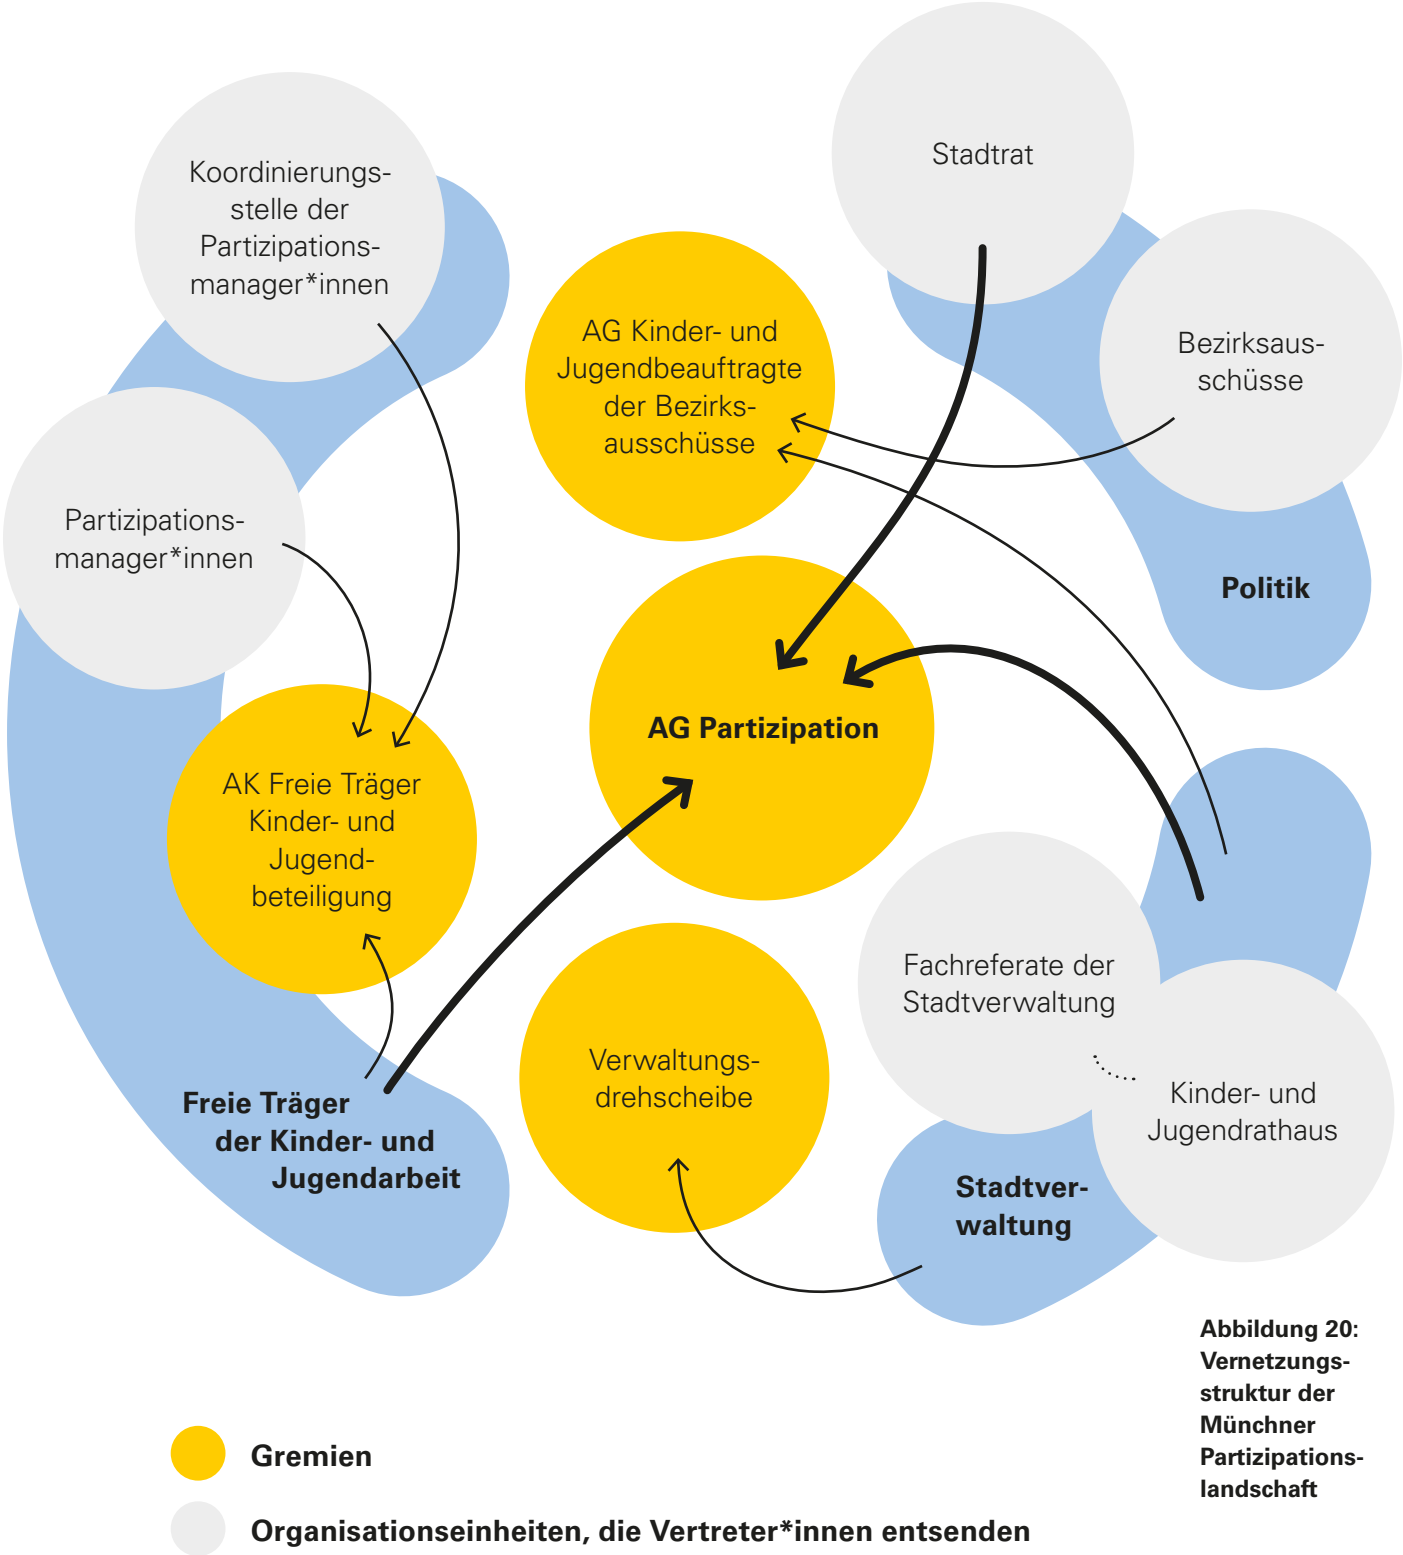 Koordinierungs-
stelle der
Partizipations-
manager*innen
Stadtrat
AG Kinder- und
Jugendbeauftragte
der Bezirks-
ausschüsse
Bezirksaus-
schüsse
Partizipations-
manager*innen
Politik
AG Partizipation
AK Freie Träger
Kinder- und
Jugend-
beteiligung
Fachreferate der
Stadtverwaltung
Verwaltungs-
drehscheibe
Kinder- und
Jugendrathaus
Freie Träger
der Kinder- und
Jugendarbeit
Stadtver-
waltung
Abbildung 20:
Vernetzungs-
struktur der
Münchner
Partizipations-
landschaft
Gremien
Organisationseinheiten, die Vertreter*innen entsenden